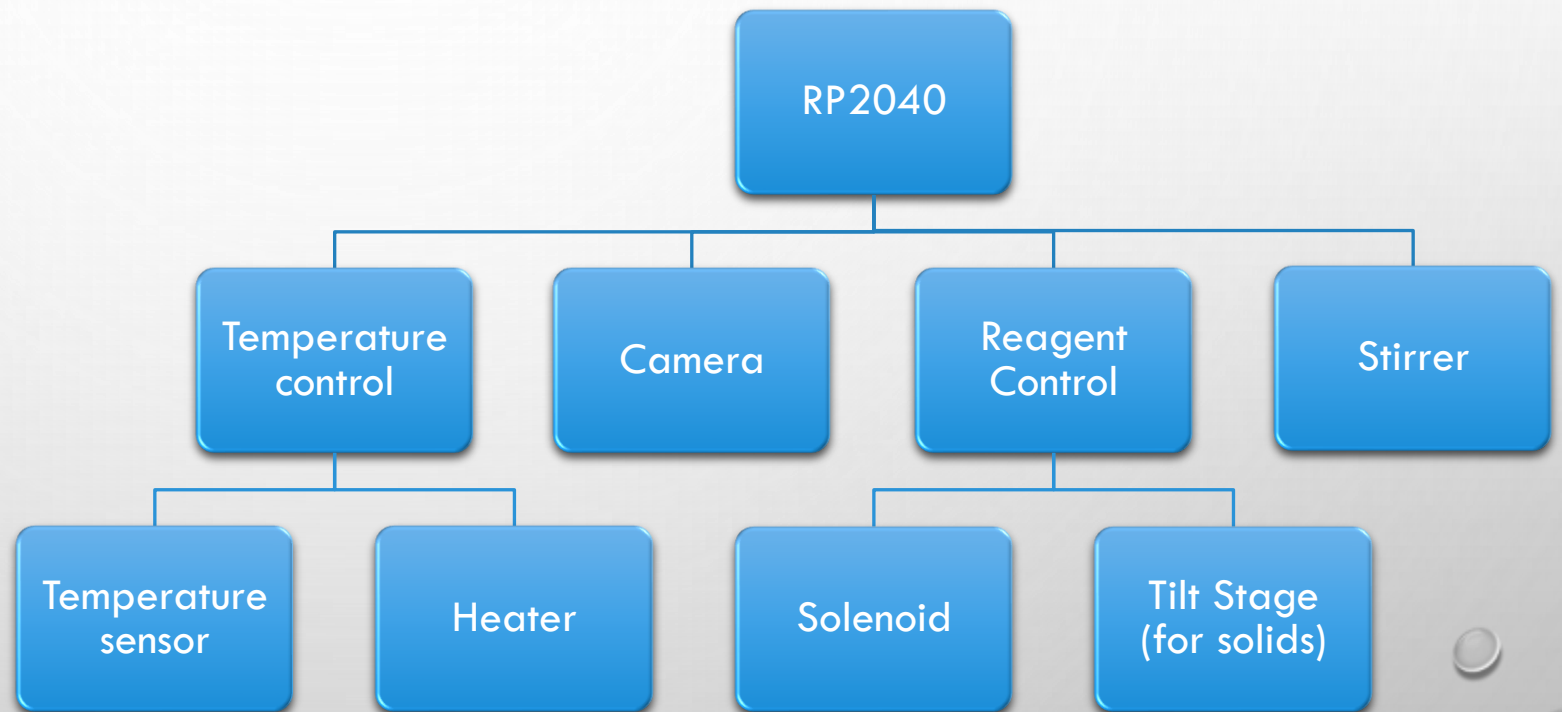 RP2040
Temperature
control
Camera
Reagent
Control
Stirrer
Temperature
sensor
Heater
Solenoid
Tilt Stage
(for solids)